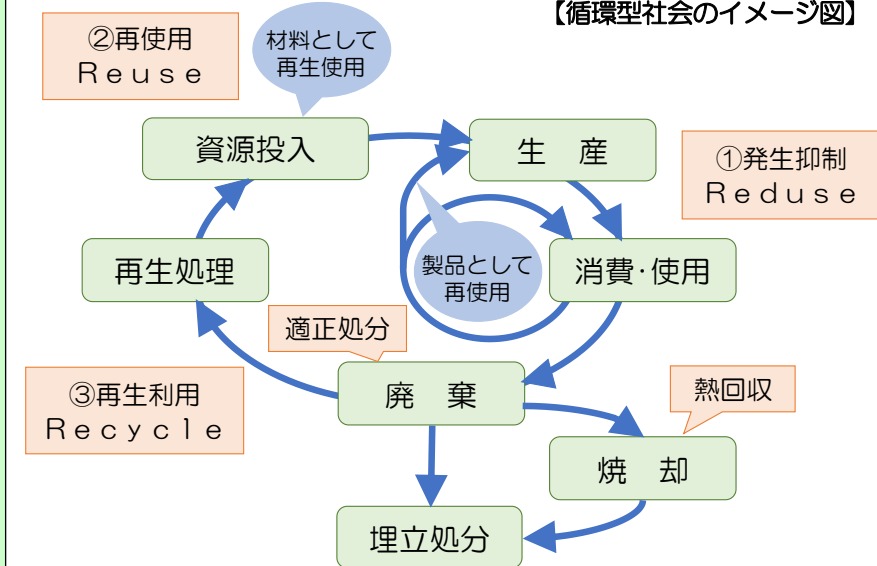 【循環型社会のイメージ図】
②再使用
Ｒｅｕｓｅ
材料として
再生使用
資源投入
生　産
①発生抑制
Ｒｅｄｕｓｅ
再生処理
製品として
再使用
消費・使用
適正処分
③再生利用
Ｒｅｃｙｃｌｅ
廃　棄
熱回収
焼　却
埋立処分